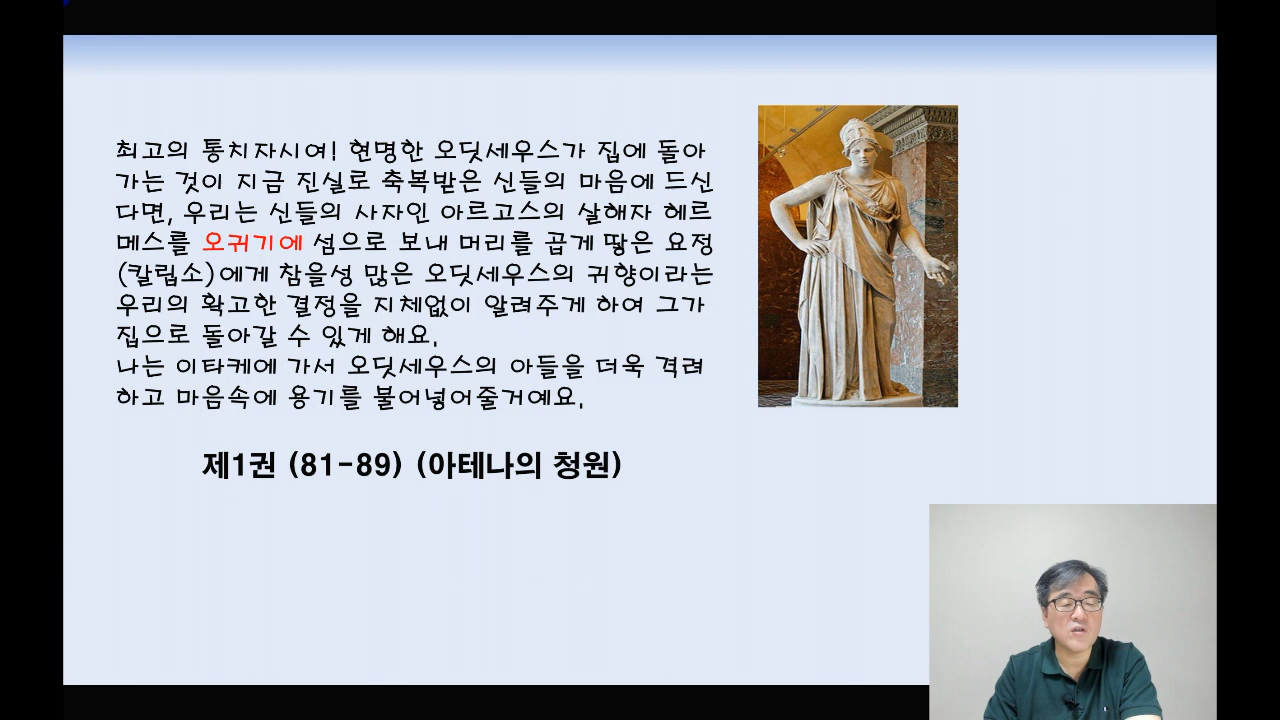 최고의 통치자시여! 현명한 오딧세우스가 집에 돌아
가는 것이 지금 진실로 축복받은 신들의 마음에 드신
다면, 우리는 신들의 사자인 아르고스의 살해자 헤르
메스를 오귀기에 섬으로 보내 머리를 곱게 땋은 요정
(칼립소)에게 참을성 많은 오딧세우스의 귀향이라는
우리의 확고한 결정을 지체없이 알려주게 하여 그가
집으로 돌아갈 수 있게 해요.
나는 이타케에 가서 오딧세우스의 아들을 더욱 격려
하고 마음속에 용기를 불어넣어줄거예요.
제1권 (81-89) (아테나의 청원)